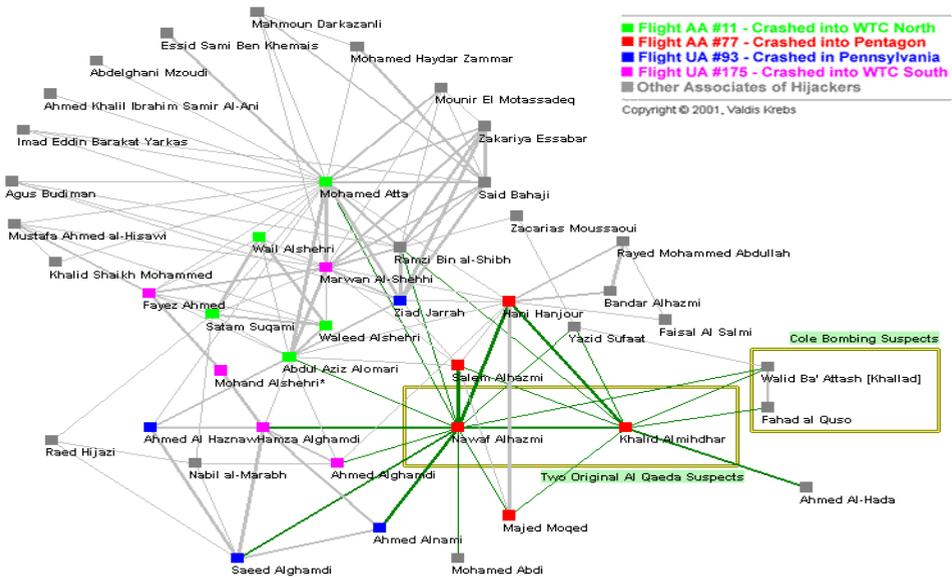 Flight AA #11 - Crashed into WTC North
Flight AA #77 - Crashed into Pentagon
Flight UA #93 - Crashed in Pennsylvania
Flight UA #175 - Crashed into WTC South
Other Associates of Hijackers
Copyright © 2001, Valdis Krebs
Mahmoun Darkazanli
Essid Sami Ben Khemais
Mohamed Haydar Zammar
Abdelghani Mzoudi
Mounir El Motassadeq
Ahmed Khalil Ibrahim Samir Al-Ani
Zakariya Essabar
Imad Eddin Barakat Yarkas
Agus Budiman
Mohamed Atta
Said Bahaji
Mustafa Ahmed al-Hisawi
Zacarias Moussaoui
Wail Alshehri
Ramzi Bin al-Shibh
Rayed Mohammed Abdullah
Khalid Shaikh Mohammed
Marwan Al-Shehhi
Fayez Ahmed
Ziad Jarrah
Hani Hanjour
Bandar Alhazmi
Satam Suqami
Waleed Alshehri
Yazid Sufaat
Faisal Al Salmi
Cole Bombing Suspects
Abdul Aziz Alomari
Salem Alhazmi
Walid Ba' Attash [Khallad]
Mohand Alshehri*
Fahad al Quso
Ahmed Al Haznawi
Hamza Alghamdi
Nawaf Alhazmi
Khalid Almihdhar
Raed Hijazi
Nabil al-Marabh
Ahmed Alghamdi
Two Original Al Qaeda Suspects
Ahmed Al-Hada
Majed Moqed
Ahmed Alnami
Saeed Alghamdi
Mohamed Abdi